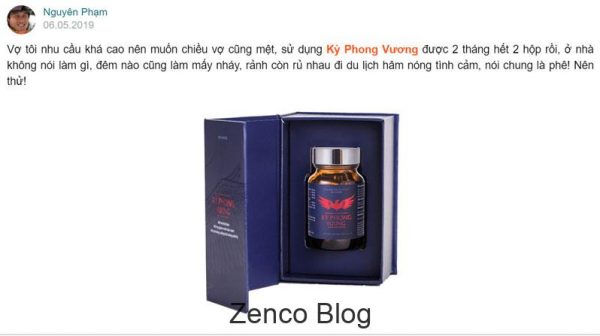 Nguyên Phạm
06.05.2019
Vợ tôi nhu cầu khá cao nên muốn chiều vợ cũng mệt, sử dụng Kỳ Phong Vương được 2 tháng hết 2 hộp rồi, ở nhà
không nói làm gì, đêm nào cũng làm mấy nháy, rảnh còn rủ nhau đi du lịch hâm nóng tình cảm, nói chung là phê! Nên
thử!
KỲ PHONG
VƯƠNG
KỲ PHONG
VƯƠNG
Zenco Blog